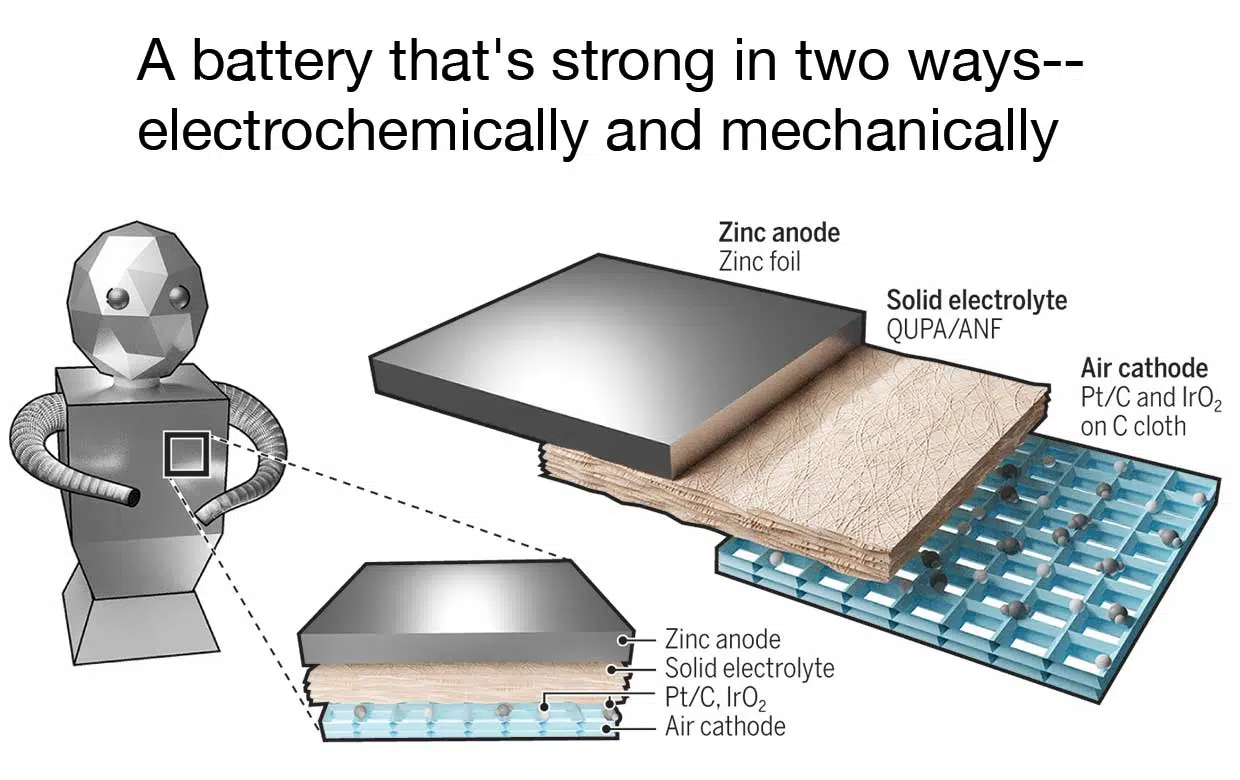 A battery that's strong in two ways--
electrochemically and mechanically
Zinc anode
Zinc foil
Solid electrolyte
QUPA/ANF
Air cathode
Pt/C and IrO₂
on C cloth
Zinc anode
Solid electrolyte
Pt/C, IrO₂
Air cathode